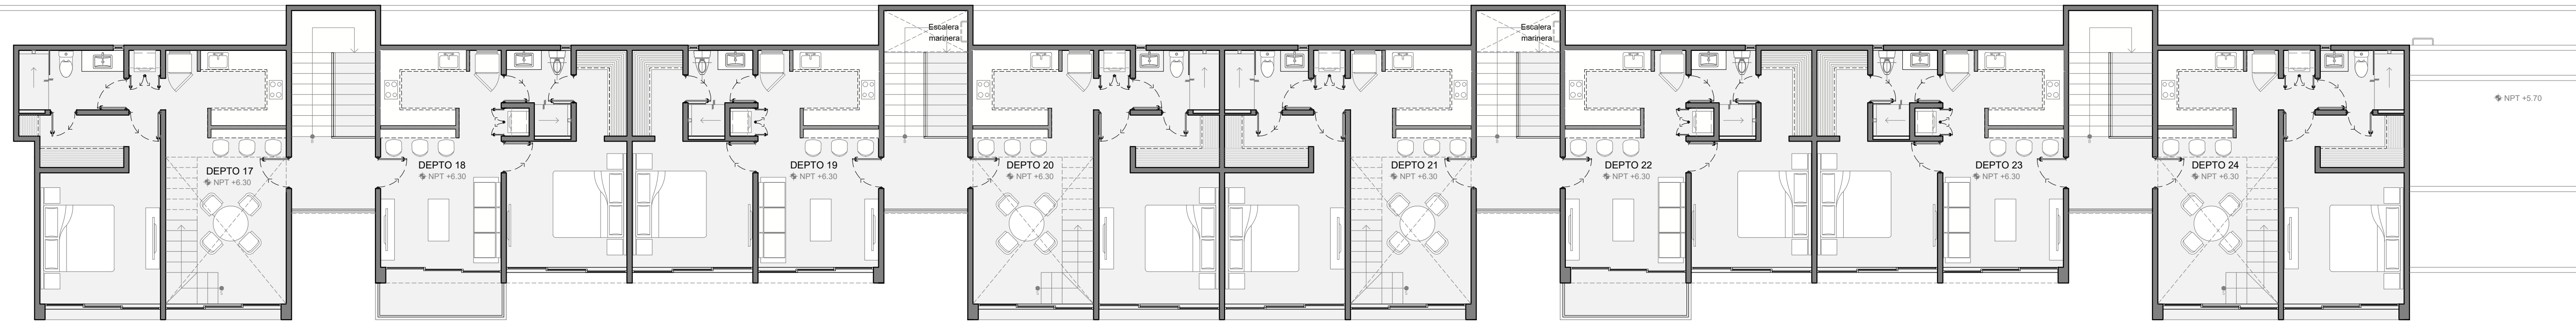 Escalera
marinera
Escalera
marinera
NPT +5.70
DEPTO 17
NPT +6.30
DEPTO 18
NPT +6.30
DEPTO 19
NPT +6.30
DEPTO 20
NPT +6.30
DEPTO 21
NPT +6.30
DEPTO 22
NPT +6.30
DEPTO 23
NPT +6.30
DEPTO 24
NPT +6.30